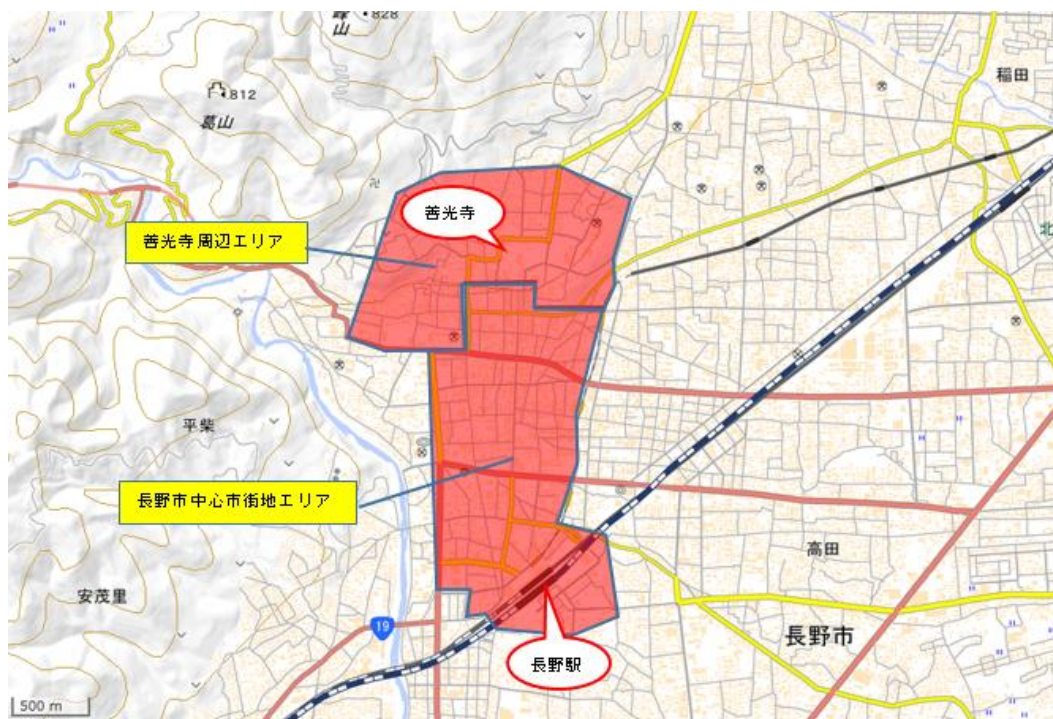 峰山
828
稲田
812
葛山
善光寺
善光寺周辺エリア
北
平柴
長野市中心市街地エリア
高田
安茂里
19
長野市
長野駅
500 m